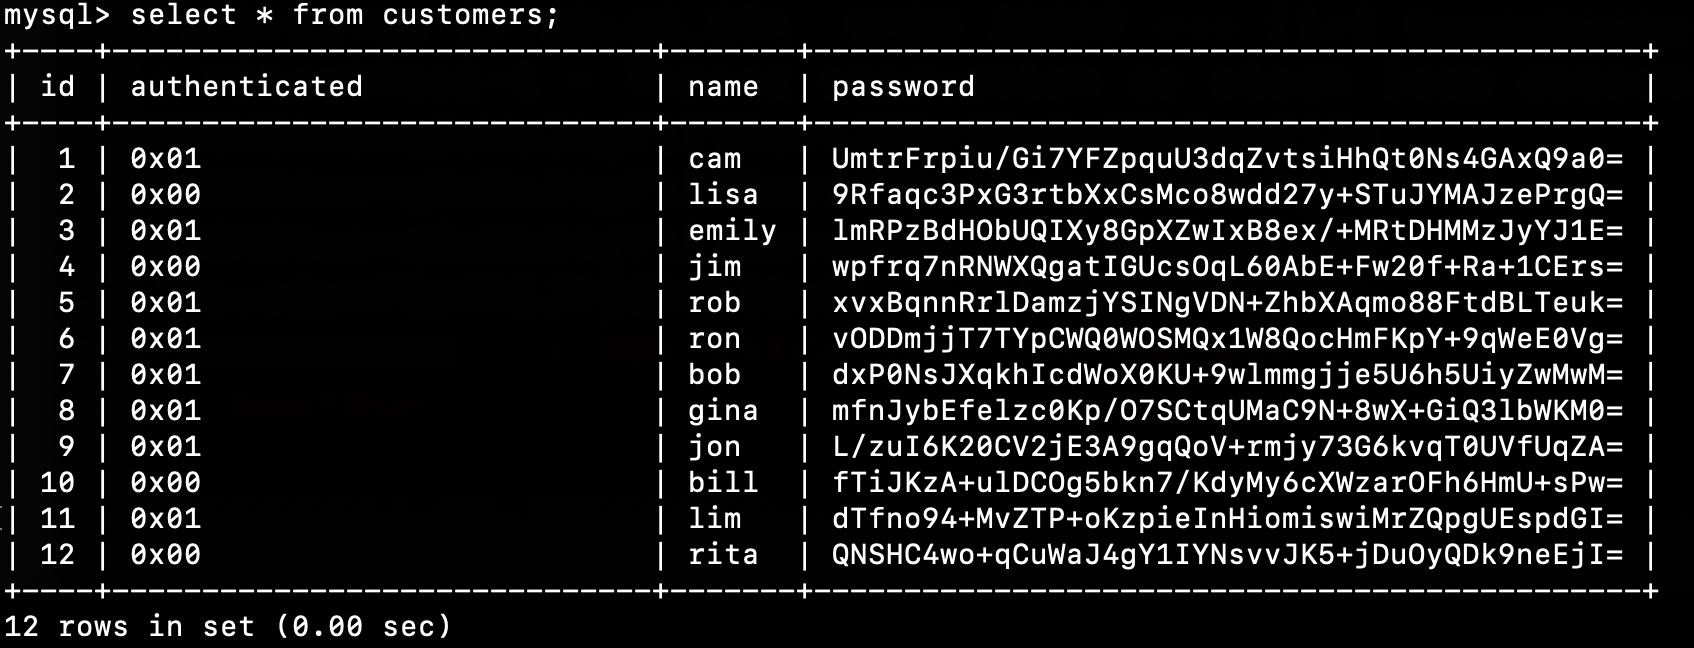 mysql> select * from customers;
+----+------------------------------+-------+----------------------------------------------+
| id | authenticated                | name  | password                                     |
+----+------------------------------+-------+----------------------------------------------+
| 1 | 0x01 | cam | UmtrFrpiu/Gi7YFZpquU3dqZvtsiHhQt0Ns4GAxQ9a0= |
| 2 | 0x00 | lisa | 9Rfaqc3PxG3rtbXxCsMco8wdd27y+STuJYMAJzePrgQ= |
| 3 | 0x01 | emily | lmRPzBdHObUQIXy8GpXZwIxB8ex/+MRtDHMMzJyYJ1E= |
| 4 | 0x00 | jim | wpfrq7nRNWXQgatIGUcsOqL60AbE+Fw20f+Ra+1CErs= |
| 5 | 0x01 | rob | xvxBqnnRrlDamzjYSINgVDN+ZhbXAqmo88FtdBLTeuk= |
| 6 | 0x01 | ron | vODDmjjT7TYpCWQ0WOSMQx1W8QocHmFKpY+9qWeE0Vg= |
| 7 | 0x01 | bob | dxP0NsJXqkhIcdWoX0KU+9wlmmgjje5U6h5UiyZwMwM= |
| 8 | 0x01 | gina | mfnJybEfelzc0Kp/O7SCtqUMaC9N+8wX+GiQ3lbWKM0= |
| 9 | 0x01 | jon | L/zuI6K20CV2jE3A9gqQoV+rmjy73G6kvqT0UVfUqZA= |
| 10 | 0x00 | bill | fTiJKzA+ulDCOg5bkn7/KdyMy6cXWzarOFh6HmU+sPw= |
| 11 | 0x01 | lim | dTfno94+MvZTP+oKzpieInHiomiswiMrZQpgUEspdGI= |
| 12 | 0x00 | rita | QNSHC4wo+qCuWaJ4gY1IYNsvvJK5+jDuOyQDk9neEjI= |
+----+------------------------------+-------+----------------------------------------------+
12 rows in set (0.00 sec)